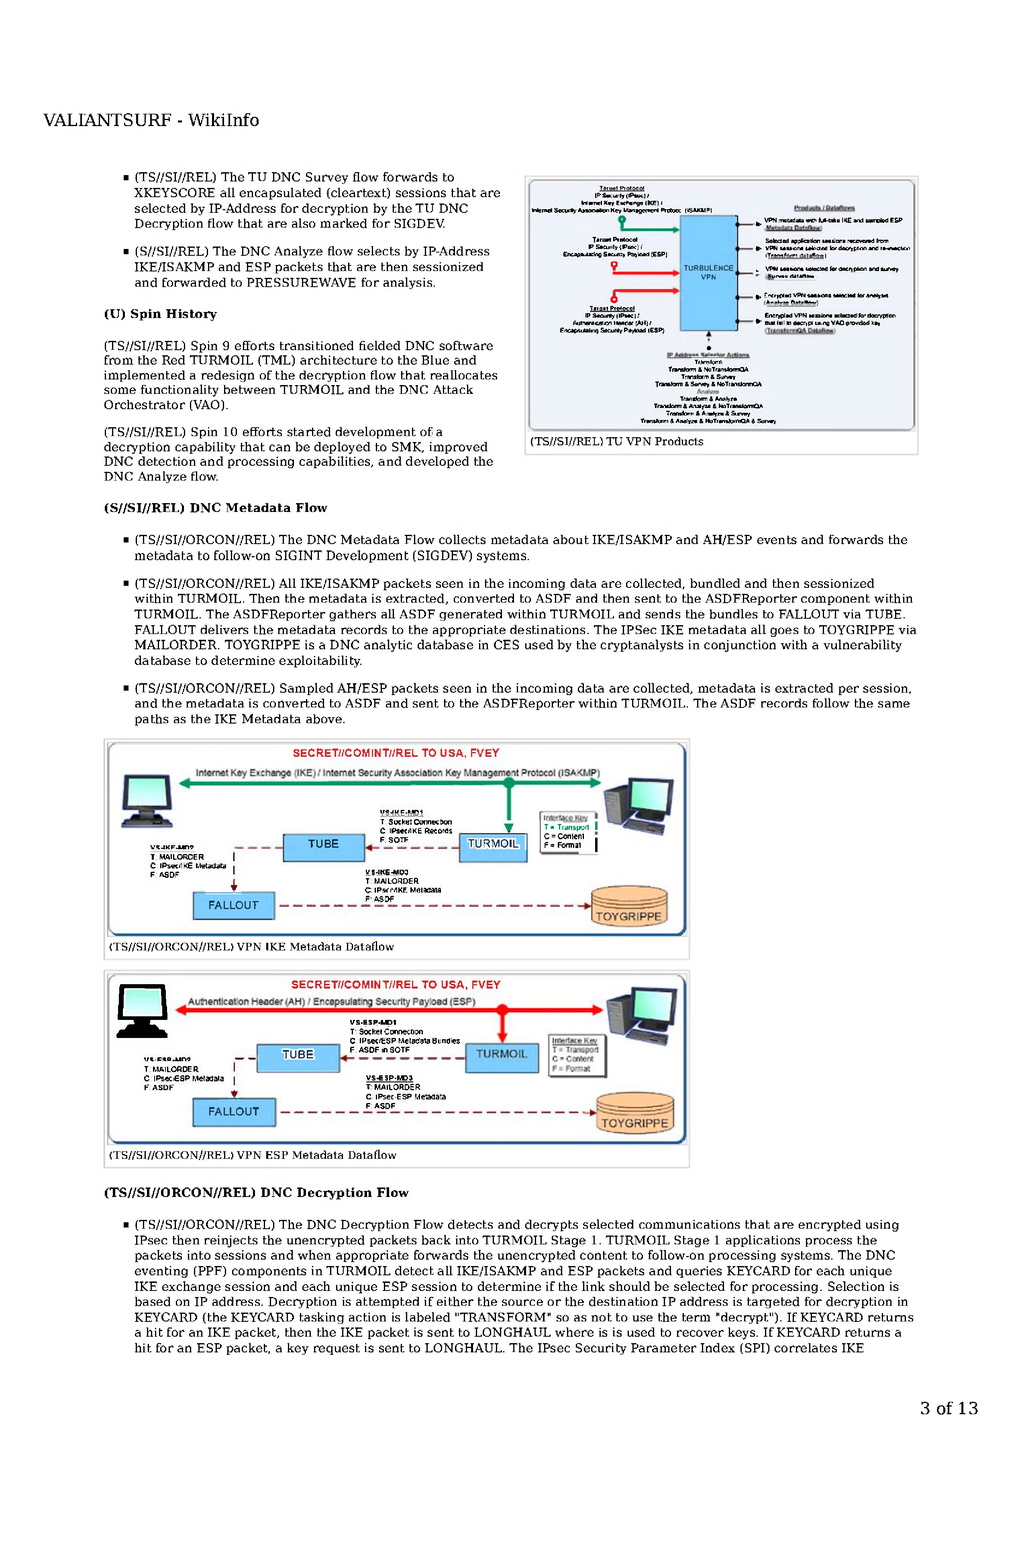 VALIANTSURF - WikiInfo
(TS//SI//REL) The TU DNC Survey flow forwards to
XKEYSCORE all encapsulated (cleartext) sessions that are
selected by IP-Address for decryption by the TU DNC
Decryption flow that are also marked for SIGDEV.
(S//SI//REL) The DNC Analyze flow selects by IP-Address
IKE/ISAKMP and ESP packets that are then sessionized
and forwarded to PRESSUREWAVE for analysis.
(U) Spin History
(TS//SI//REL) Spin 9 efforts transitioned fielded DNC software
from the Red TURMOIL (TML) architecture to the Blue and
implemented a redesign of the decryption flow that reallocates
some functionality between TURMOIL and the DNC Attack
Orchestrator (VAO).
(TS//SI//REL) Spin 10 efforts started development of a
decryption capability that can be deployed to SMK, improved
DNC detection and processing capabilities, and developed the
DNC Analyze flow.
Target Protocol
IP Security (IPsec) /
Internet Key Exchange (IKE) /
Internet Security Association Key Management Protocol (ISAKMP)
Target Protocol
IP Security (IPsec) /
Encapsulating Security Payload (ESP)
Target Protocol
IP Security (IPsec) /
Authentication Header (AH) /
Encapsulating Security Payload (ESP)
TURBULENCE
VPN
Products / Dataflows
VPN metadata with full-take IKE and sampled ESP
(Metadata Dataflow)
Selected application sessions recovered from
VPN sessions selected for decryption and re-injection
(Transform dataflow)
VPN sessions selected for decryption and survey
(Survey dataflow)
Encrypted VPN sessions selected for analysis
(Analyze Dataflow)
Encrypted VPN sessions selected for decryption
that fail to decrypt using VAO provided key
(TransformQA Dataflow)
IP Address Selector Actions
Transform
Transform & NoTransformQA
Transform & Survey
Transform & Survey & NoTransformQA
Analyze
Transform & Analyze
Transform & Analyze & NoTransformQA
Transform & Analyze & Survey
Transform & Analyze & NoTransformQA & Survey
(TS//SI//REL) TU VPN Products
(S//SI//REL) DNC Metadata Flow
(TS//SI//ORCON//REL) The DNC Metadata Flow collects metadata about IKE/ISAKMP and AH/ESP events and forwards the
metadata to follow-on SIGINT Development (SIGDEV) systems.
(TS//SI//ORCON//REL) All IKE/ISAKMP packets seen in the incoming data are collected, bundled and then sessionized
within TURMOIL. Then the metadata is extracted, converted to ASDF and then sent to the ASDFReporter component within
TURMOIL. The ASDFReporter gathers all ASDF generated within TURMOIL and sends the bundles to FALLOUT via TUBE.
FALLOUT delivers the metadata records to the appropriate destinations. The IPSec IKE metadata all goes to TOYGRIPPE via
MAILORDER. TOYGRIPPE is a DNC analytic database in CES used by the cryptanalysts in conjunction with a vulnerability
database to determine exploitability.
(TS//SI//ORCON//REL) Sampled AH/ESP packets seen in the incoming data are collected, metadata is extracted per session,
and the metadata is converted to ASDF and sent to the ASDFReporter within TURMOIL. The ASDF records follow the same
paths as the IKE Metadata above.
SECRET//COMINT//REL TO USA, FVEY
Internet Key Exchange (IKE) / Internet Security Association Key Management Protocol (ISAKMP)
VS-IKE-MD1
T: Socket Connection
C: IPsec/IKE Records
F: SOTF
Interface Key
T = Transport
C = Content
F = Format
TUBE
TURMOIL
VS-IKE-MD2
T: MAILORDER
C: IPsec/IKE Metadata
F: ASDF
VS-IKE-MD3
T: MAILORDER
C: IPsec/IKE Metadata
F: ASDF
FALLOUT
TOYGRIPPE
(TS//SI//ORCON//REL) VPN IKE Metadata Dataflow
SECRET//COMINT//REL TO USA, FVEY
Authentication Header (AH) / Encapsulating Security Payload (ESP)
VS-ESP-MD1
T: Socket Connection
C: IPsec/ESP Metadata Bundles
F: ASDF in SOTF
Interface Key
T = Transport
C = Content
F = Format
TUBE
TURMOIL
VS-ESP-MD2
T: MAILORDER
C: IPsec/ESP Metadata
F: ASDF
VS-ESP-MD3
T: MAILORDER
C: IPsec-ESP Metadata
F: ASDF
FALLOUT
TOYGRIPPE
(TS//SI//ORCON//REL) VPN ESP Metadata Dataflow
(TS//SI//ORCON//REL) DNC Decryption Flow
(TS//SI//ORCON//REL) The DNC Decryption Flow detects and decrypts selected communications that are encrypted using
IPsec then reinjects the unencrypted packets back into TURMOIL Stage 1. TURMOIL Stage 1 applications process the
packets into sessions and when appropriate forwards the unencrypted content to follow-on processing systems. The DNC
eventing (PPF) components in TURMOIL detect all IKE/ISAKMP and ESP packets and queries KEYCARD for each unique
IKE exchange session and each unique ESP session to determine if the link should be selected for processing. Selection is
based on IP address. Decryption is attempted if either the source or the destination IP address is targeted for decryption in
KEYCARD (the KEYCARD tasking action is labeled "TRANSFORM" so as not to use the term "decrypt"). If KEYCARD returns
a hit for an IKE packet, then the IKE packet is sent to LONGHAUL where is is used to recover keys. If KEYCARD returns a
hit for an ESP packet, a key request is sent to LONGHAUL. The IPsec Security Parameter Index (SPI) correlates IKE
3 of 13